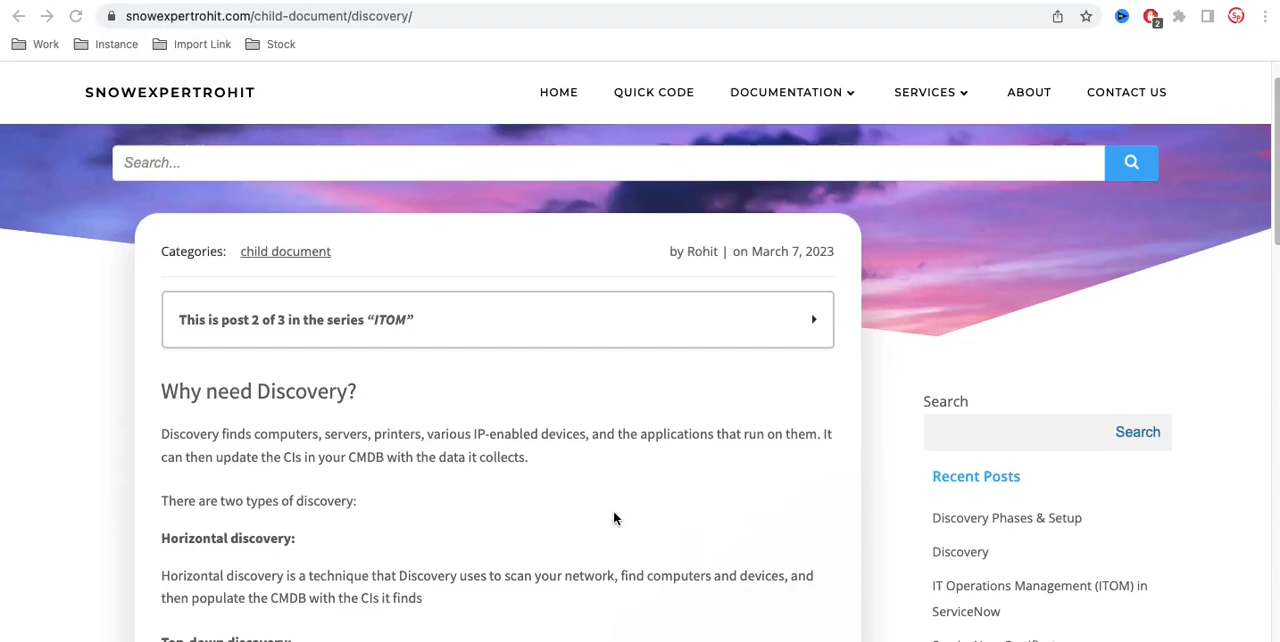 snowexpertrohit.com/child-document/discovery/
2
Sp
Work Instance Import Link Stock
SNOWEXPERTROHIT HOME QUICK CODE DOCUMENTATION SERVICES ABOUT CONTACT US
Search...
Categories: child document by Rohit | on March 7, 2023
This is post 2 of 3 in the series “ITOM”
Why need Discovery?
Discovery finds computers, servers, printers, various IP-enabled devices, and the applications that run on them. It
can then update the CIs in your CMDB with the data it collects.
There are two types of discovery:
Horizontal discovery:
Horizontal discovery is a technique that Discovery uses to scan your network, find computers and devices, and
then populate the CMDB with the CIs it finds
Top-down discovery:
Search
Search
Recent Posts
Discovery Phases & Setup
Discovery
IT Operations Management (ITOM) in
ServiceNow